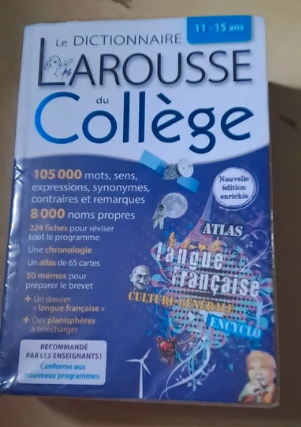 11 - 15 ans
Le DICTIONNAIRE
LAROUSSE
du
Collège
105 000 mots, sens,
expressions, synonymes,
contraires et remarques
8 000 noms propres
224 fiches pour réviser
tout le programme
Une chronologie
Un atlas de 65 cartes
50 mémos pour
préparer le brevet
+ Un dossier
« langue française »
+ Des planisphères
à télécharger
Nouvelle
édition
enrichie
ATLAS
langue
française
CULTURE GÉNÉRALE
ENCYCLO
RECOMMANDÉ
PAR LES ENSEIGNANTS !
Conforme aux
nouveaux programmes